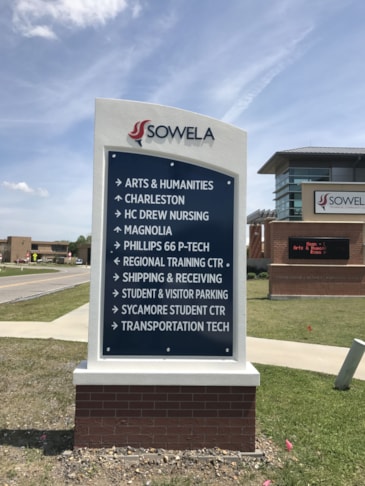 SOWELA
→ ARTS & HUMANITIES
↑ CHARLESTON
→ HC DREW NURSING
↑ MAGNOLIA
→ PHILLIPS 66 P-TECH
← REGIONAL TRAINING CTR
→ SHIPPING & RECEIVING
→ STUDENT & VISITOR PARKING
→ SYCAMORE STUDENT CTR
→ TRANSPORTATION TECH
SOWELA